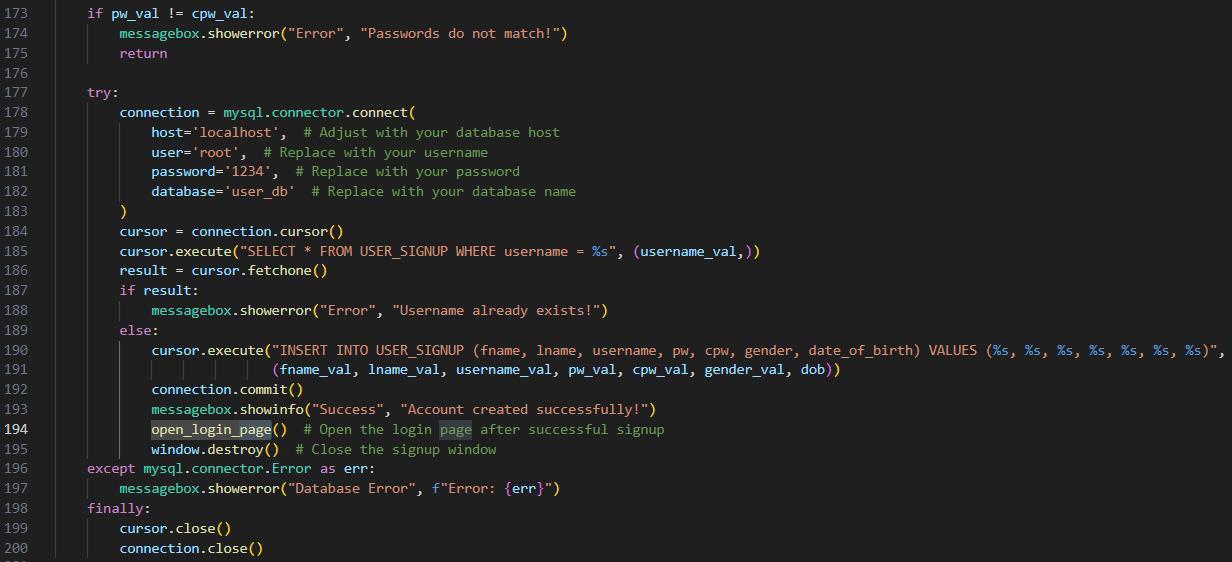 173 if pw_val != cpw_val:
174 messagebox.showerror("Error", "Passwords do not match!")
175 return
176
177 try:
178 connection = mysql.connector.connect(
179 host='localhost',  # Adjust with your database host
180 user='root',  # Replace with your username
181 password='1234',  # Replace with your password
182 database='user_db'  # Replace with your database name
183 )
184 cursor = connection.cursor()
185 cursor.execute("SELECT * FROM USER_SIGNUP WHERE username = %s", (username_val,))
186 result = cursor.fetchone()
187 if result:
188 messagebox.showerror("Error", "Username already exists!")
189 else:
190 cursor.execute("INSERT INTO USER_SIGNUP (fname, lname, username, pw, cpw, gender, date_of_birth) VALUES (%s, %s, %s, %s, %s, %s, %s)",
191 (fname_val, lname_val, username_val, pw_val, cpw_val, gender_val, dob))
192 connection.commit()
193 messagebox.showinfo("Success", "Account created successfully!")
194 open_login_page()  # Open the login page after successful signup
195 window.destroy()  # Close the signup window
196 except mysql.connector.Error as err:
197 messagebox.showerror("Database Error", f"Error: {err}")
198 finally:
199 cursor.close()
200 connection.close()